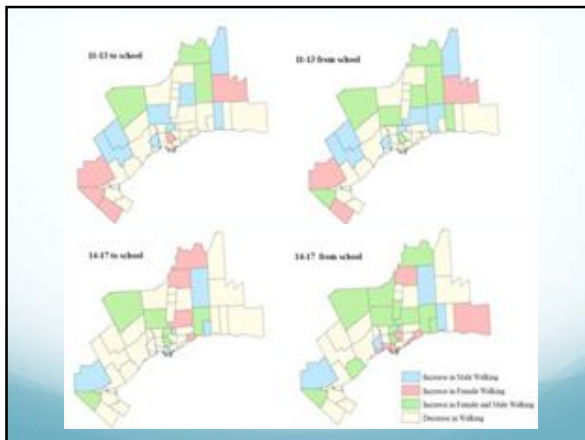 11-13 to school
11-13 from school
14-17 to school
14-17 from school
Increase in Male Walking
Increase in Female Walking
Increase in Female and Male Walking
Decrease in Walking